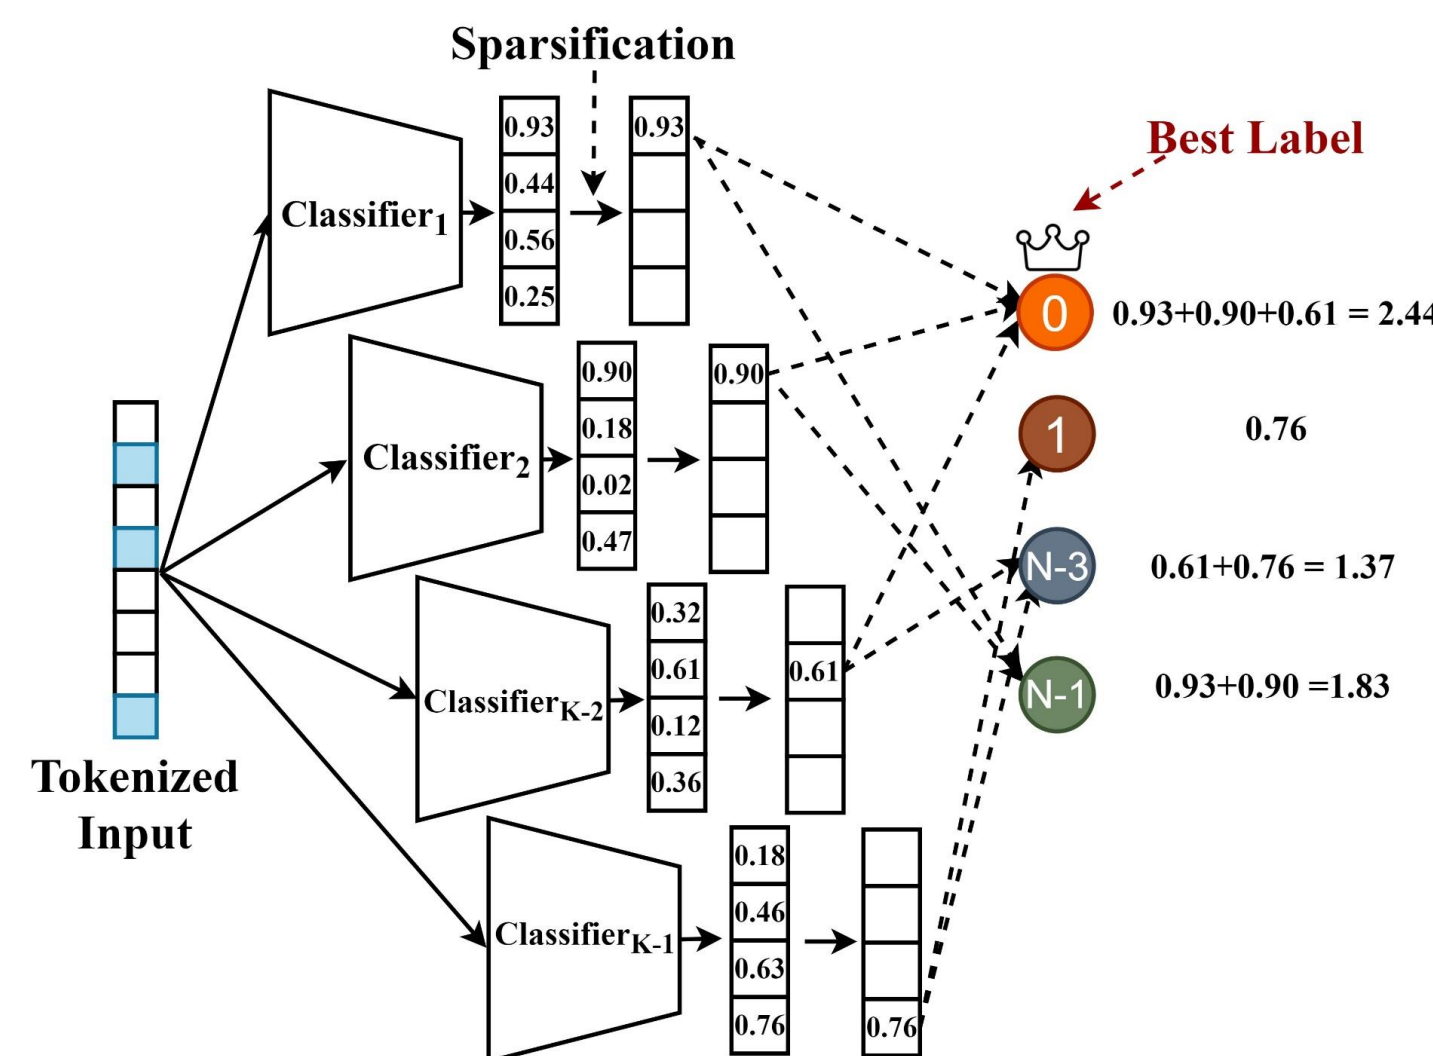 Sparsification
Best Label
Classifier1
0.93
0.44
0.56
0.25
0.93
0
0.93+0.90+0.61 = 2.44
Classifier2
0.90
0.18
0.02
0.47
0.90
1
0.76
ClassifierK-2
0.32
0.61
0.12
0.36
0.61
N-3
0.61+0.76 = 1.37
N-1
0.93+0.90 =1.83
Tokenized
Input
ClassifierK-1
0.18
0.46
0.63
0.76
0.76